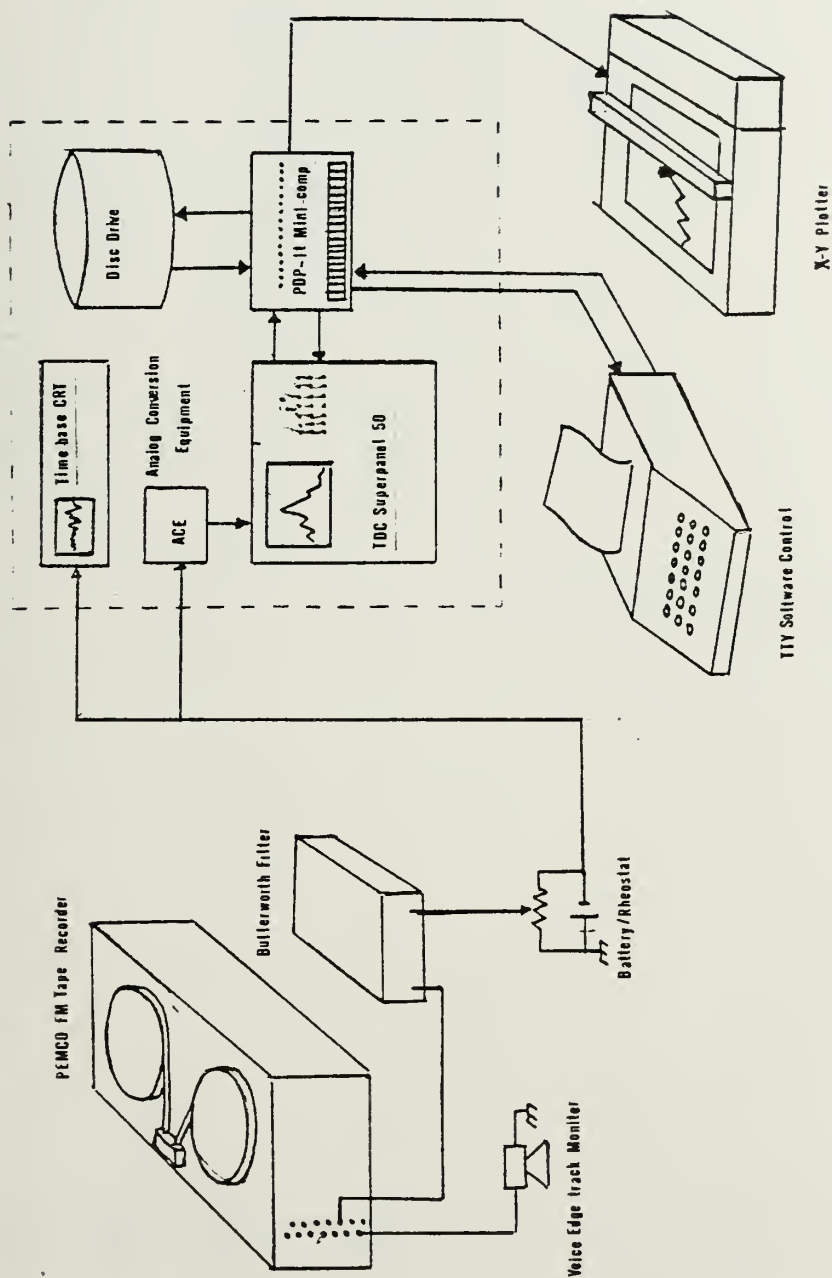 PEMCO FM Tape Recorder
Butterworth Filter
Voice Edge track Moniter
Battery/Rheostat
Time base CRT
Analog Conversion
Equipment
ACE
TDC Superpanel 50
Disc Drive
PDP-11 Mini-comp
TTY Software Control
X-Y Plotter